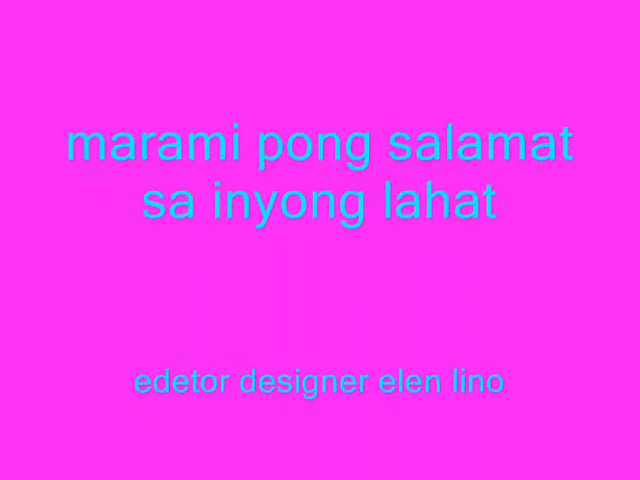 marami pong salamat
sa inyong lahat
edetor designer elen lino